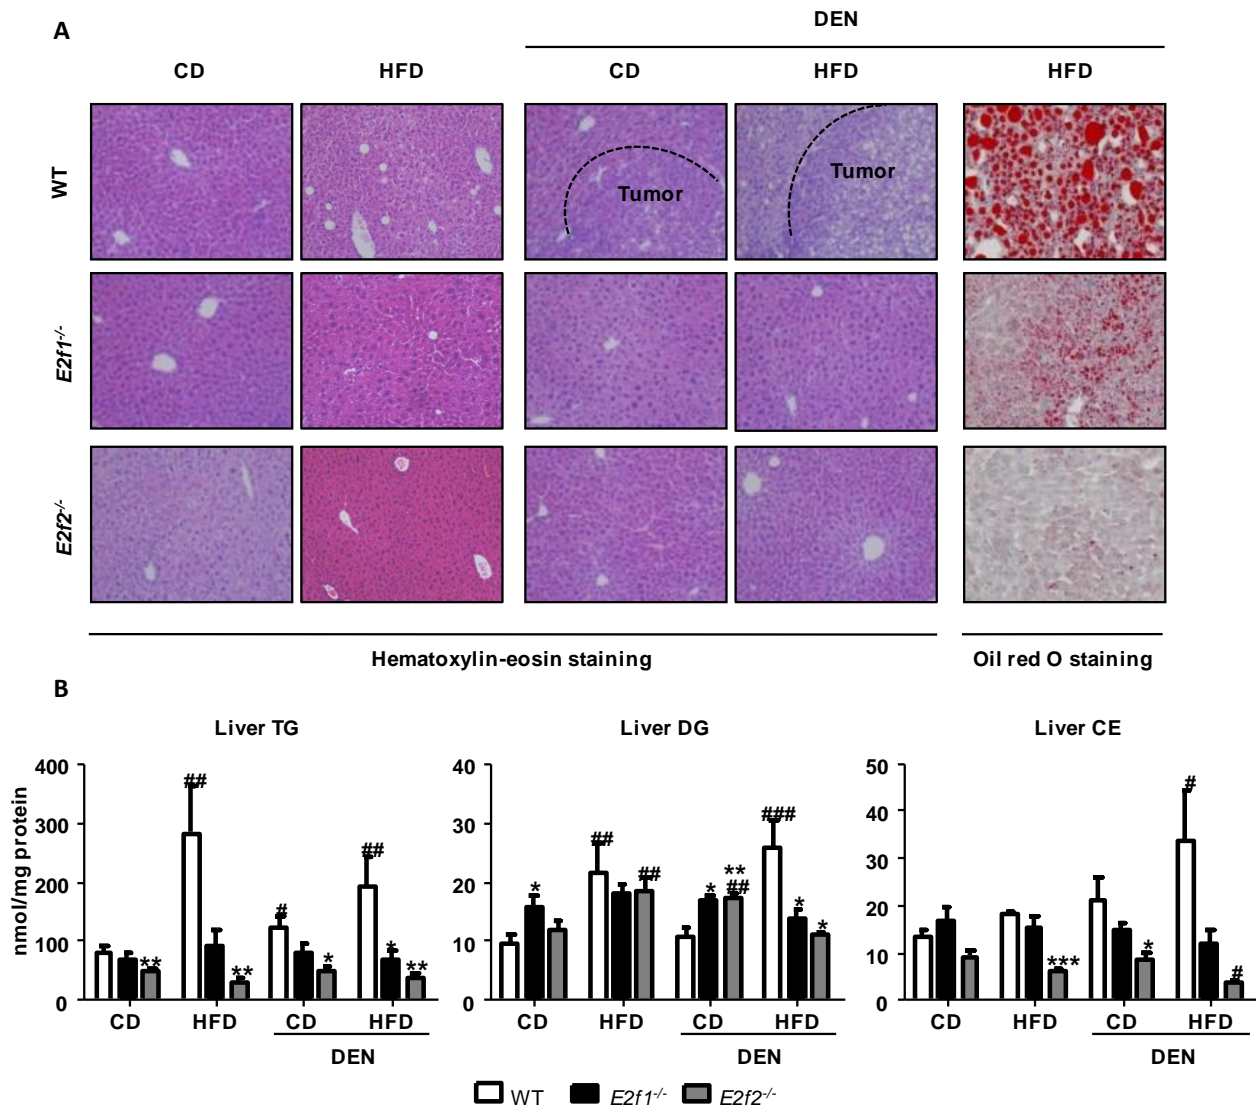 A
DEN
CD HFD CD HFD HFD
WT
Tumor Tumor
E2f1-/-
E2f2-/-
Hematoxylin-eosin staining Oil red O staining
B
Liver TG Liver DG Liver CE
nmol/mg protein
400 40 50
300 30 40
200 20 30
100 10 20
0 0 10
0
## ** ** # * ## * **
* ## ## * ** ## ### * *
*** * # #
CD HFD CD HFD CD HFD CD HFD CD HFD CD HFD
DEN DEN DEN
WT E2f1-/- E2f2-/-